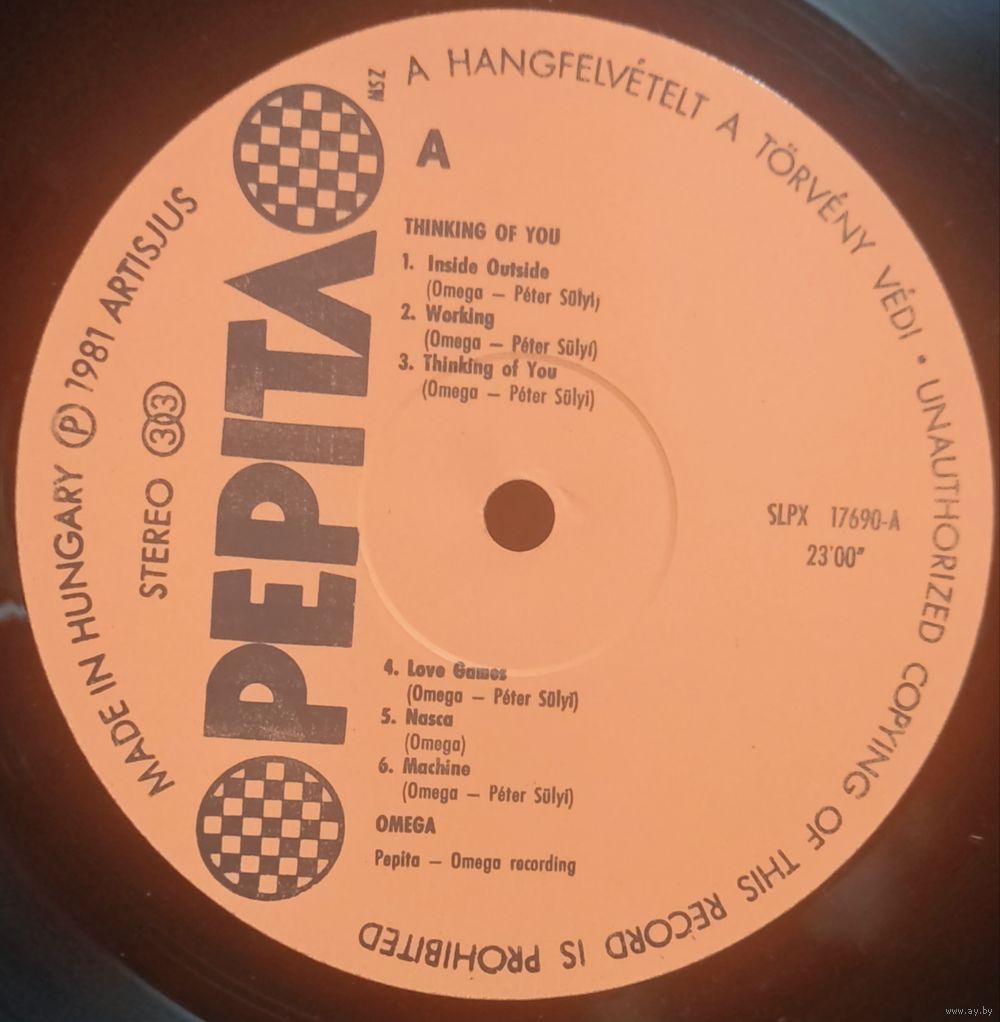 A HANGFELVÉTELT A TÖRVÉNY VÉDI • UNAUTHORIZED COPYING OF THIS RECORD IS PROHIBITED
MADE IN HUNGARY Ⓟ 1981 ARTISJUS
STEREO 33
PEPITA
MSZ
A
THINKING OF YOU
1. Inside Outside
(Omega — Péter Sülyi)
2. Working
(Omega — Péter Sülyi)
3. Thinking of You
(Omega — Péter Sülyi)
SLPX 17690-A
23'00"
4. Love Games
(Omega — Péter Sülyi)
5. Nasca
(Omega)
6. Machine
(Omega — Péter Sülyi)
OMEGA
Pepita — Omega recording
www.ay.by